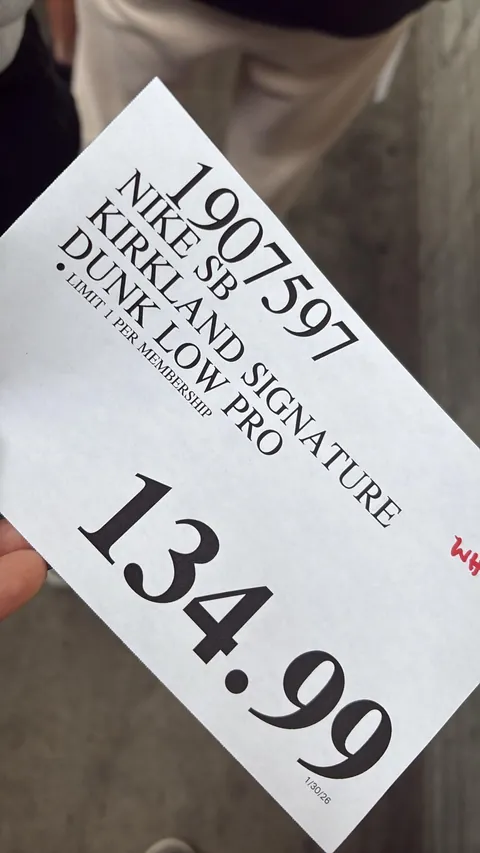 1907597
NIKE SB
KIRKLAND SIGNATURE
DUNK LOW PRO
• LIMIT 1 PER MEMBERSHIP
134.99
1/30/26